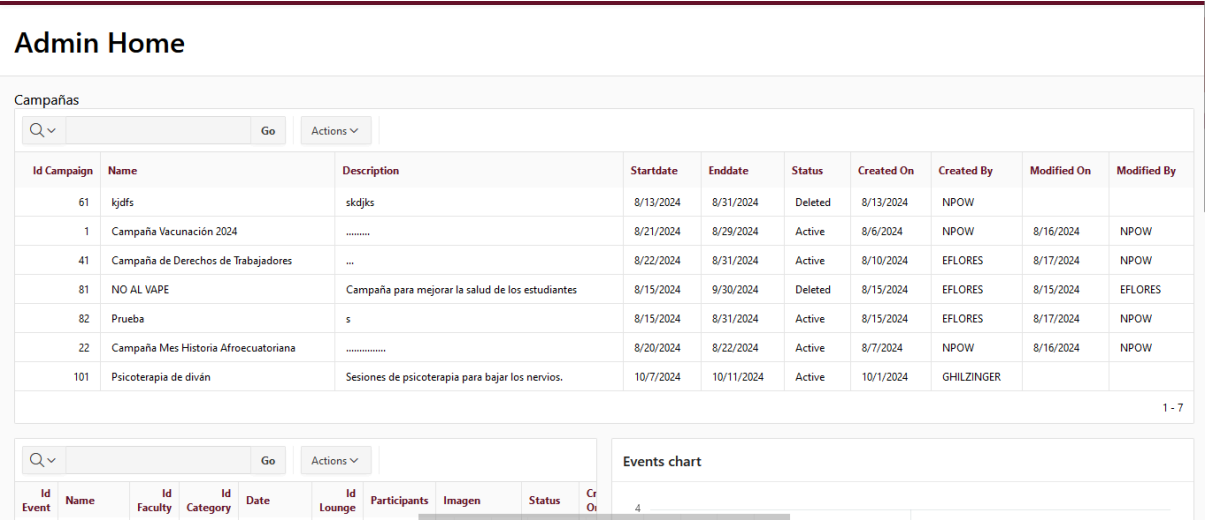 Admin Home
Campañas
Go Actions
Id Campaign Name Description Startdate Enddate Status Created On Created By Modified On Modified By
61 kjdfs skdjks 8/13/2024 8/31/2024 Deleted 8/13/2024 NPOW
1 Campaña Vacunación 2024 ......... 8/21/2024 8/29/2024 Active 8/6/2024 NPOW 8/16/2024 NPOW
41 Campaña de Derechos de Trabajadores ... 8/22/2024 8/31/2024 Active 8/10/2024 EFLORES 8/17/2024 NPOW
81 NO AL VAPE Campaña para mejorar la salud de los estudiantes 8/15/2024 9/30/2024 Deleted 8/15/2024 EFLORES 8/15/2024 EFLORES
82 Prueba s 8/15/2024 8/31/2024 Active 8/15/2024 EFLORES 8/17/2024 NPOW
22 Campaña Mes Historia Afroecuatoriana ............... 8/20/2024 8/22/2024 Active 8/7/2024 NPOW 8/16/2024 NPOW
101 Psicoterapia de diván Sesiones de psicoterapia para bajar los nervios. 10/7/2024 10/11/2024 Active 10/1/2024 GHILZINGER
1 - 7
Go Actions
Events chart
Id Event Name Id Faculty Id Category Date Id Lounge Participants Imagen Status
4